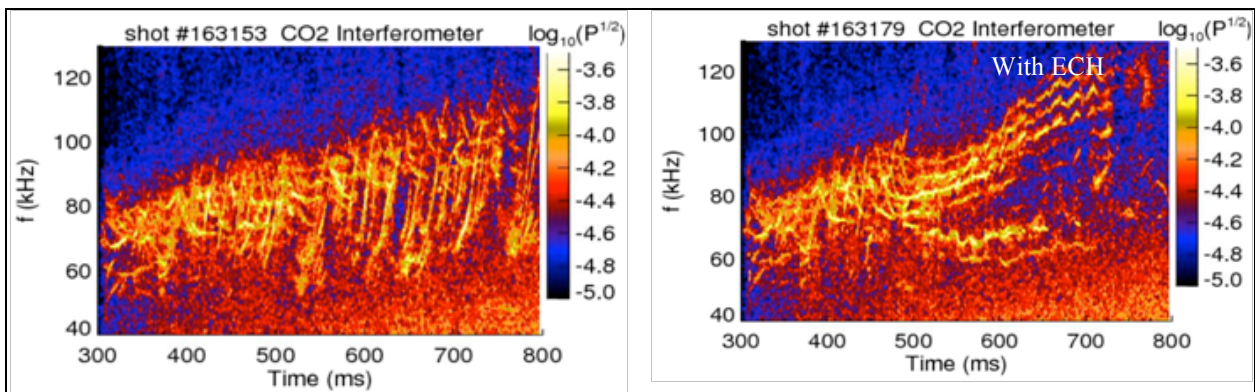 shot #163153 CO2 Interferometer
log10(P1/2)
f (kHz)
120
100
80
60
40
300 400 500 600 700 800
Time (ms)
-3.6
-3.8
-4.0
-4.2
-4.4
-4.6
-4.8
-5.0
shot #163179 CO2 Interferometer
log10(P1/2)
With ECH
f (kHz)
120
100
80
60
40
300 400 500 600 700 800
Time (ms)
-3.6
-3.8
-4.0
-4.2
-4.4
-4.6
-4.8
-5.0